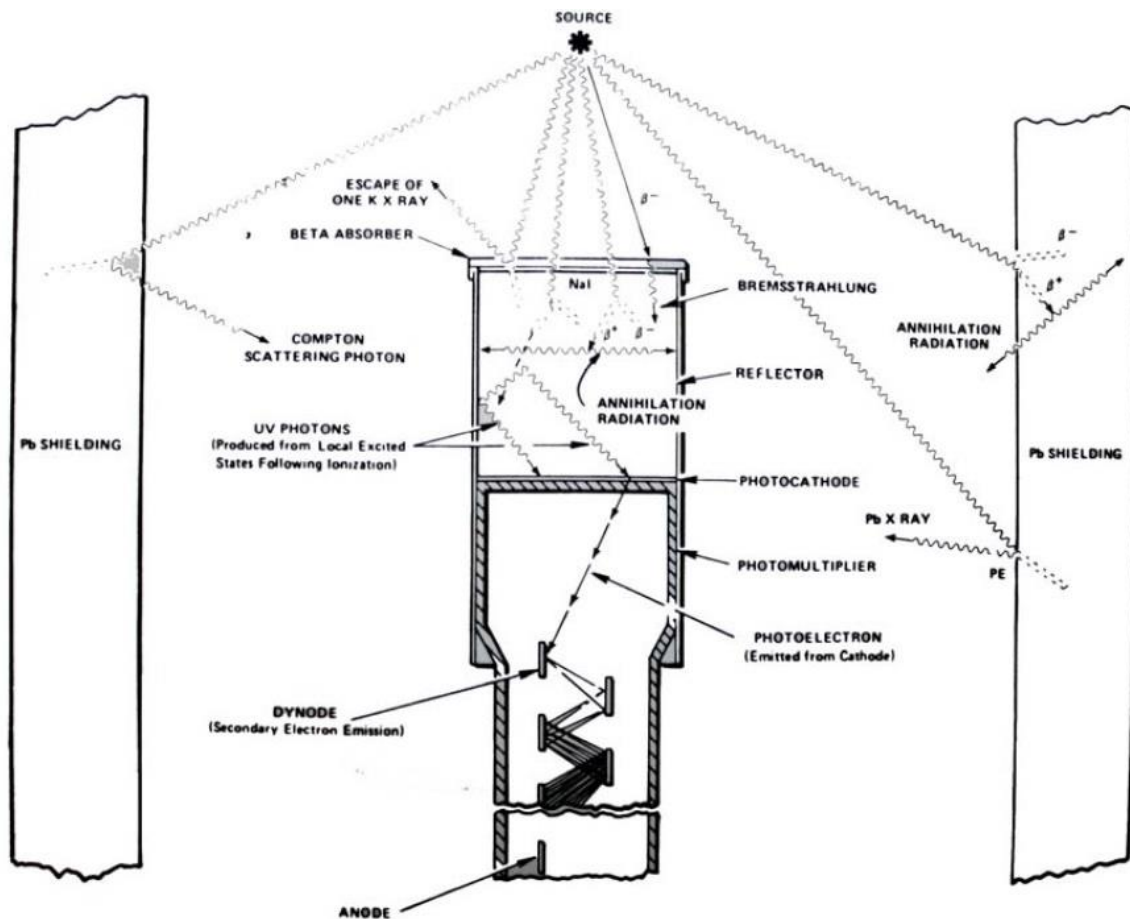 SOURCE
ESCAPE OF
ONE K X RAY
β−
BETA ABSORBER
β−
NaI
BREMSSTRAHLUNG
β+
β+
β−
COMPTON
SCATTERING PHOTON
ANNIHILATION
RADIATION
REFLECTOR
ANNIHILATION
RADIATION
UV PHOTONS
(Produced from Local Excited
States Following Ionization)
Pb SHIELDING
Pb SHIELDING
PHOTOCATHODE
Pb X RAY
PHOTOMULTIPLIER
PE
PHOTOELECTRON
(Emitted from Cathode)
DYNODE
(Secondary Electron Emission)
ANODE